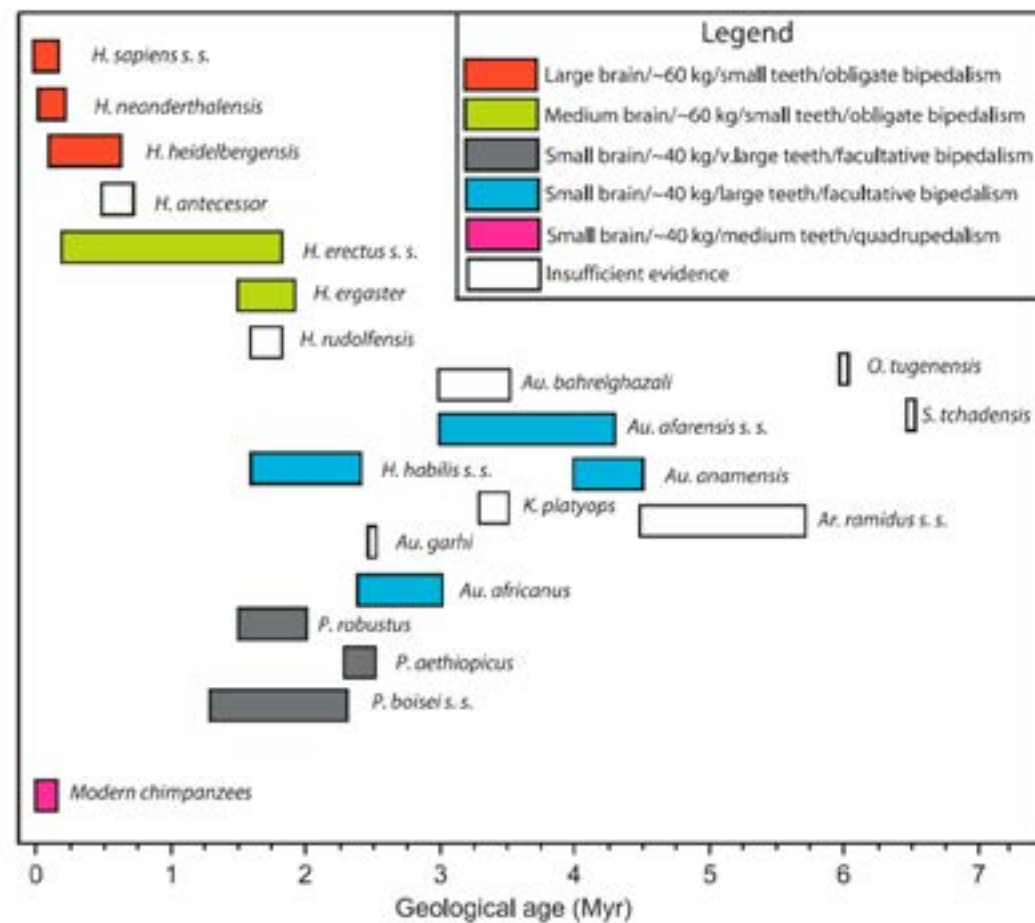 Legend
Large brain/~60 kg/small teeth/obligate bipedalism
Medium brain/~60 kg/small teeth/obligate bipedalism
Small brain/~40 kg/v.large teeth/facultative bipedalism
Small brain/~40 kg/large teeth/facultative bipedalism
Small brain/~40 kg/medium teeth/quadrupedalism
Insufficient evidence
H. sapiens s. s.
H. neanderthalensis
H. heidelbergensis
H. antecessor
H. erectus s. s.
H. ergaster
H. rudolfensis
O. tugenensis
Au. bahrelghazali
S. tchadensis
Au. afarensis s. s.
H. habilis s. s.
Au. anamensis
K. platyops
Ar. ramidus s. s.
Au. garhi
Au. africanus
P. robustus
P. aethiopicus
P. boisei s. s.
Modern chimpanzees
0 1 2 3 4 5 6 7
Geological age (Myr)